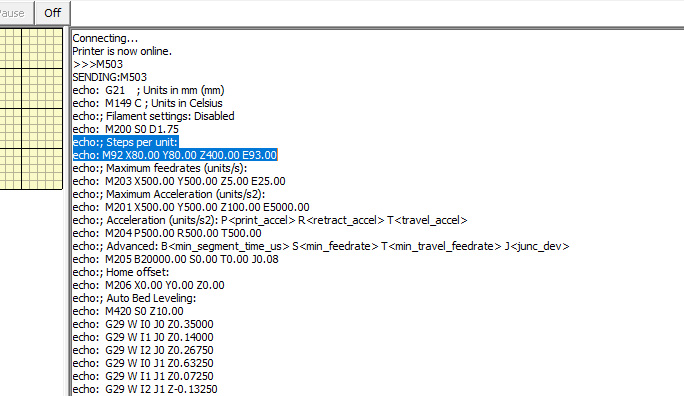 Pause Off
Connecting...
Printer is now online.
>>>M503
SENDING:M503
echo:  G21    ; Units in mm (mm)
echo:  M149 C ; Units in Celsius
echo:; Filament settings: Disabled
echo:  M200 S0 D1.75
echo:; Steps per unit:
echo: M92 X80.00 Y80.00 Z400.00 E93.00
echo:; Maximum feedrates (units/s):
echo:  M203 X500.00 Y500.00 Z5.00 E25.00
echo:; Maximum Acceleration (units/s2):
echo:  M201 X500.00 Y500.00 Z100.00 E5000.00
echo:; Acceleration (units/s2): P<print_accel> R<retract_accel> T<travel_accel>
echo:  M204 P500.00 R500.00 T500.00
echo:; Advanced: B<min_segment_time_us> S<min_feedrate> T<min_travel_feedrate> J<junc_dev>
echo:  M205 B20000.00 S0.00 T0.00 J0.08
echo:; Home offset:
echo:  M206 X0.00 Y0.00 Z0.00
echo:; Auto Bed Leveling:
echo:  M420 S0 Z10.00
echo:  G29 W I0 J0 Z0.35000
echo:  G29 W I1 J0 Z0.14000
echo:  G29 W I2 J0 Z0.26750
echo:  G29 W I0 J1 Z0.63250
echo:  G29 W I1 J1 Z0.07250
echo:  G29 W I2 J1 Z-0.13250